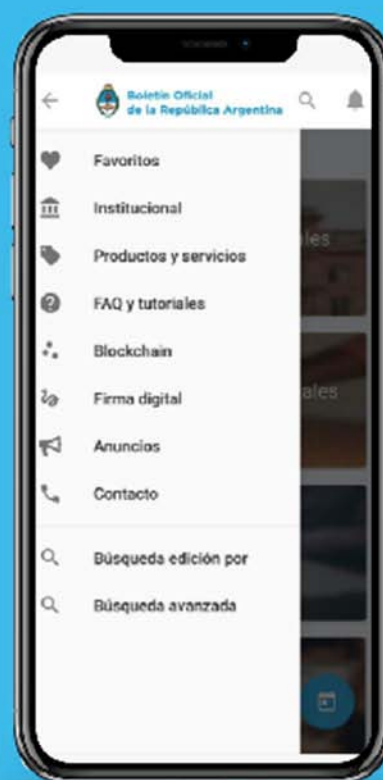 Boletín Oficial
de la República Argentina
Favoritos
Institucional
Productos y servicios
FAQ y tutoriales
Blockchain
Firma digital
Anuncios
Contacto
Búsqueda edición por
Búsqueda avanzada
ales